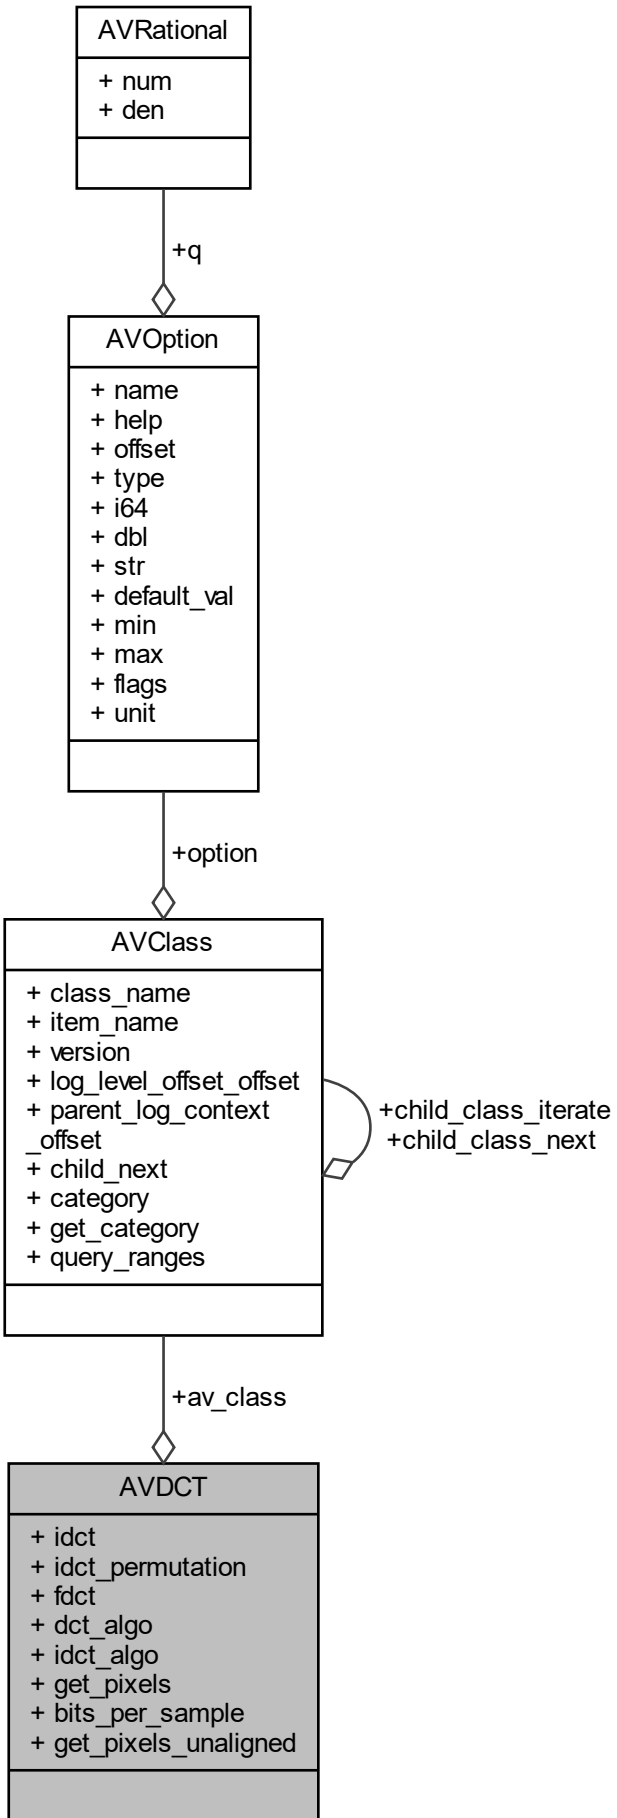 AVRational
+ num
+ den
+q
AVOption
+ name
+ help
+ offset
+ type
+ i64
+ dbl
+ str
+ default_val
+ min
+ max
+ flags
+ unit
+option
AVClass
+ class_name
+ item_name
+ version
+ log_level_offset_offset
+ parent_log_context
_offset
+ child_next
+ category
+ get_category
+ query_ranges
+child_class_iterate
+child_class_next
+av_class
AVDCT
+ idct
+ idct_permutation
+ fdct
+ dct_algo
+ idct_algo
+ get_pixels
+ bits_per_sample
+ get_pixels_unaligned